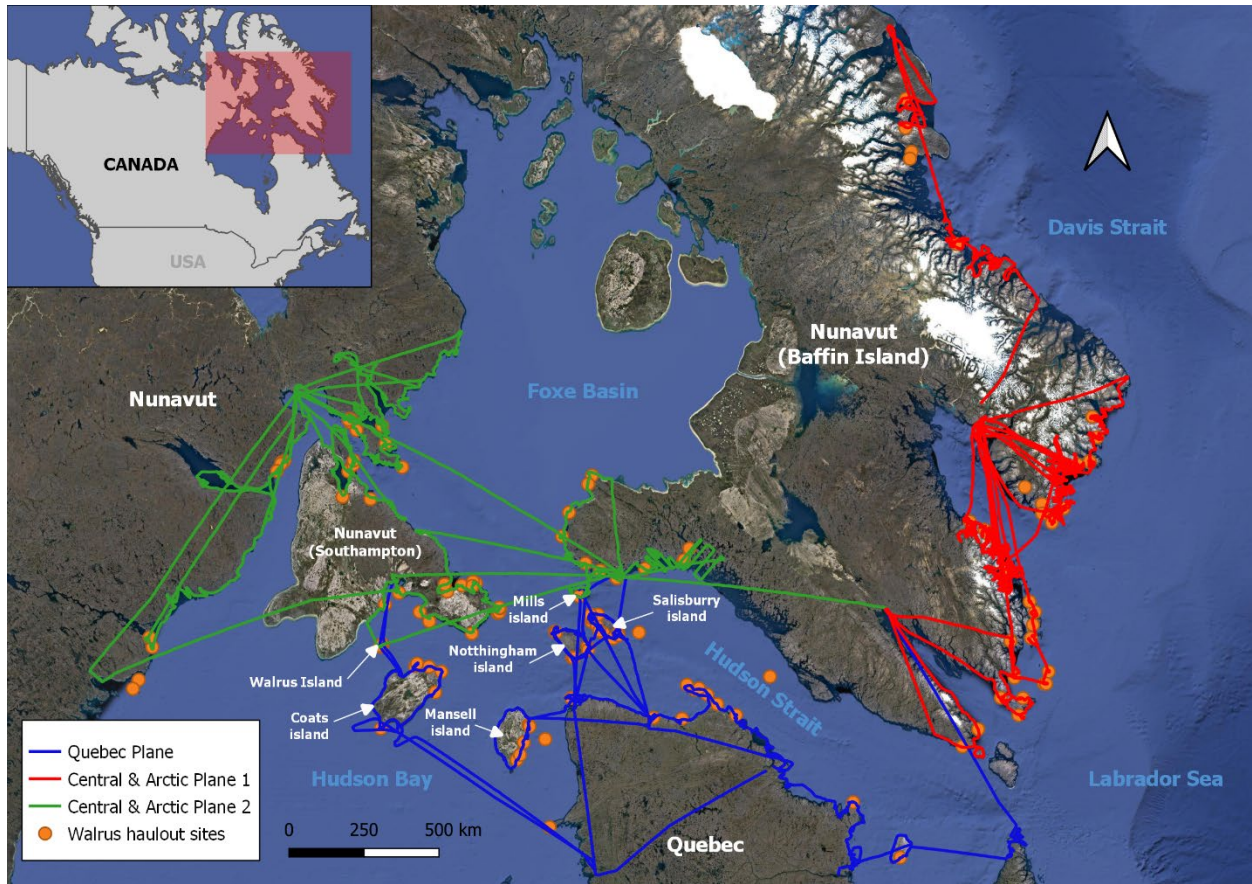 CANADA
USA
Davis Strait
Nunavut
(Baffin Island)
Nunavut
Foxe Basin
Nunavut
(Southampton)
Mills
island
Salisburry
island
Notthingham
island
Walrus Island
Hudson Strait
Coats
island
Mansell
island
Hudson Bay
Labrador Sea
Quebec
Quebec Plane
Central & Arctic Plane 1
Central & Arctic Plane 2
Walrus haulout sites
0 250 500 km